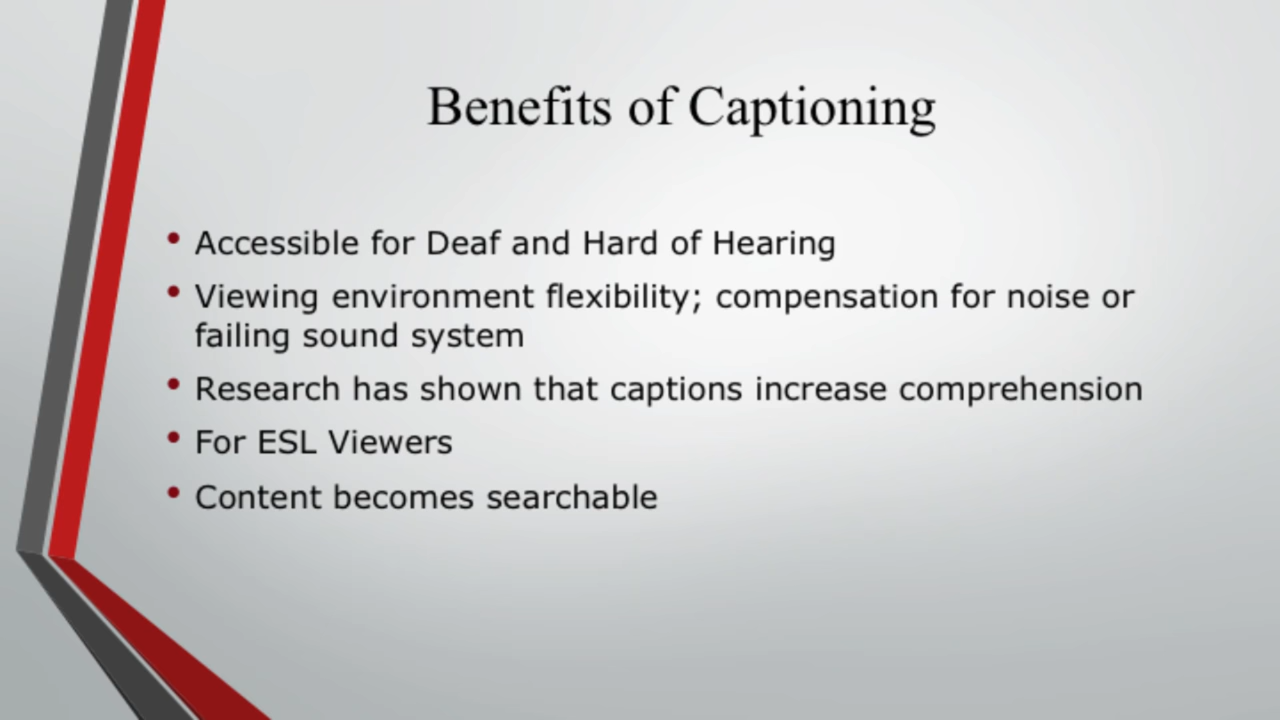 Benefits of Captioning
• Accessible for Deaf and Hard of Hearing
• Viewing environment flexibility; compensation for noise or
failing sound system
• Research has shown that captions increase comprehension
• For ESL Viewers
• Content becomes searchable